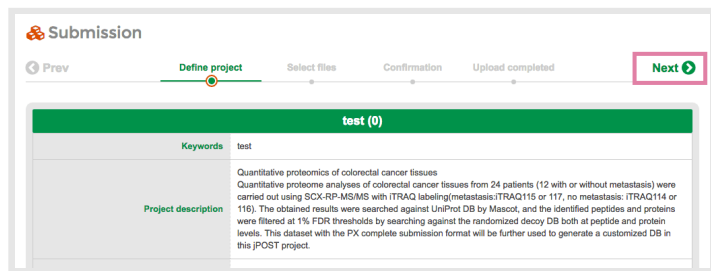 Submission
Prev
Define project
Select files
Confirmation
Upload completed
Next
test (0)
Keywords
test
Project description
Quantitative proteomics of colorectal cancer tissues
Quantitative proteome analyses of colorectal cancer tissues from 24 patients (12 with or without metastasis) were
carried out using SCX-RP-MS/MS with iTRAQ labeling(metastasis:iTRAQ115 or 117, no metastasis: iTRAQ114 or
116). The obtained results were searched against UniProt DB by Mascot, and the identified peptides and proteins
were filtered at 1% FDR thresholds by searching against the randomized decoy DB both at peptide and protein
levels. This dataset with the PX complete submission format will be further used to generate a customized DB in
this jPOST project.